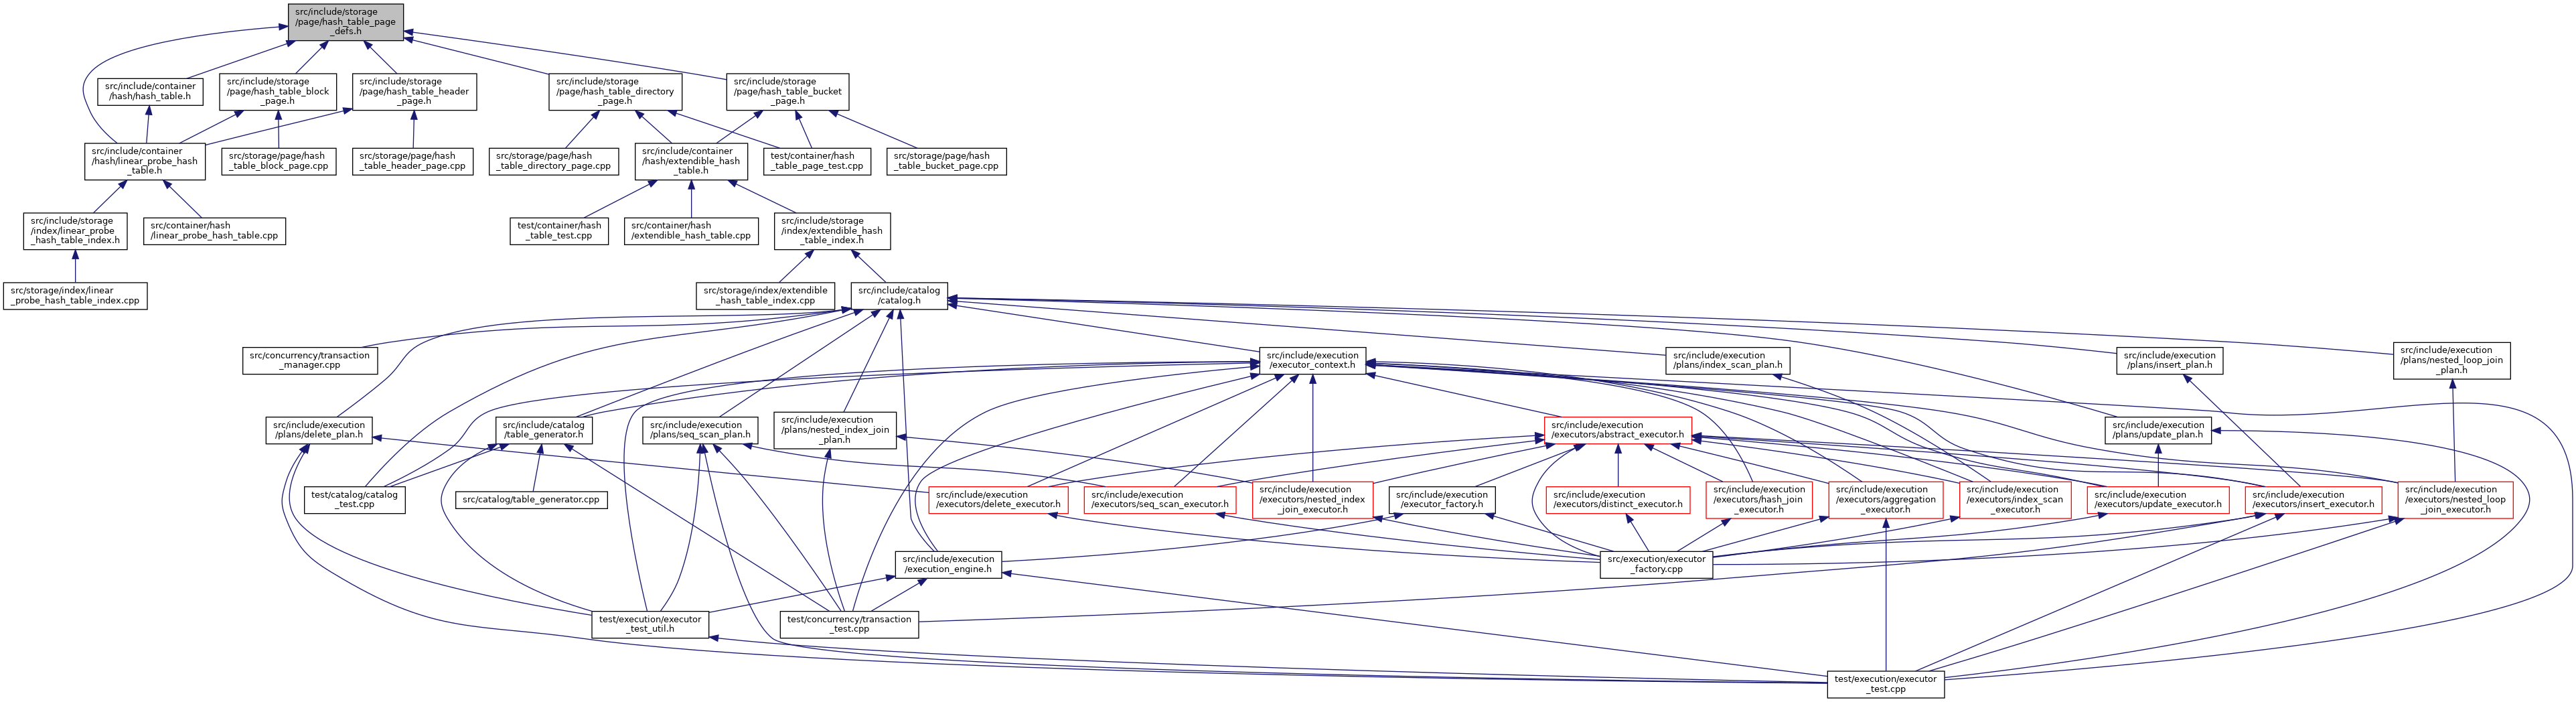 src/include/storage
/page/hash_table_page
_defs.h
src/include/container
/hash/hash_table.h
src/include/storage
/page/hash_table_block
_page.h
src/include/storage
/page/hash_table_header
_page.h
src/include/storage
/page/hash_table_directory
_page.h
src/include/storage
/page/hash_table_bucket
_page.h
src/include/container
/hash/linear_probe_hash
_table.h
src/storage/page/hash
_table_block_page.cpp
src/storage/page/hash
_table_header_page.cpp
src/storage/page/hash
_table_directory_page.cpp
src/include/container
/hash/extendible_hash
_table.h
test/container/hash
_table_page_test.cpp
src/storage/page/hash
_table_bucket_page.cpp
src/include/storage
/index/linear_probe
_hash_table_index.h
src/container/hash
/linear_probe_hash_table.cpp
test/container/hash
_table_test.cpp
src/container/hash
/extendible_hash_table.cpp
src/include/storage
/index/extendible_hash
_table_index.h
src/storage/index/linear
_probe_hash_table_index.cpp
src/storage/index/extendible
_hash_table_index.cpp
src/include/catalog
/catalog.h
src/concurrency/transaction
_manager.cpp
src/include/execution
/executor_context.h
src/include/execution
/plans/index_scan_plan.h
src/include/execution
/plans/insert_plan.h
src/include/execution
/plans/nested_loop_join
_plan.h
src/include/execution
/plans/delete_plan.h
src/include/catalog
/table_generator.h
src/include/execution
/plans/seq_scan_plan.h
src/include/execution
/plans/nested_index_join
_plan.h
src/include/execution
/executors/abstract_executor.h
src/include/execution
/plans/update_plan.h
test/catalog/catalog
_test.cpp
src/catalog/table_generator.cpp
src/include/execution
/executors/delete_executor.h
src/include/execution
/executors/seq_scan_executor.h
src/include/execution
/executors/nested_index
_join_executor.h
src/include/execution
/executor_factory.h
src/include/execution
/executors/distinct_executor.h
src/include/execution
/executors/hash_join
_executor.h
src/include/execution
/executors/aggregation
_executor.h
src/include/execution
/executors/index_scan
_executor.h
src/include/execution
/executors/update_executor.h
src/include/execution
/executors/insert_executor.h
src/include/execution
/executors/nested_loop
_join_executor.h
src/include/execution
/execution_engine.h
src/execution/executor
_factory.cpp
test/execution/executor
_test_util.h
test/concurrency/transaction
_test.cpp
test/execution/executor
_test.cpp